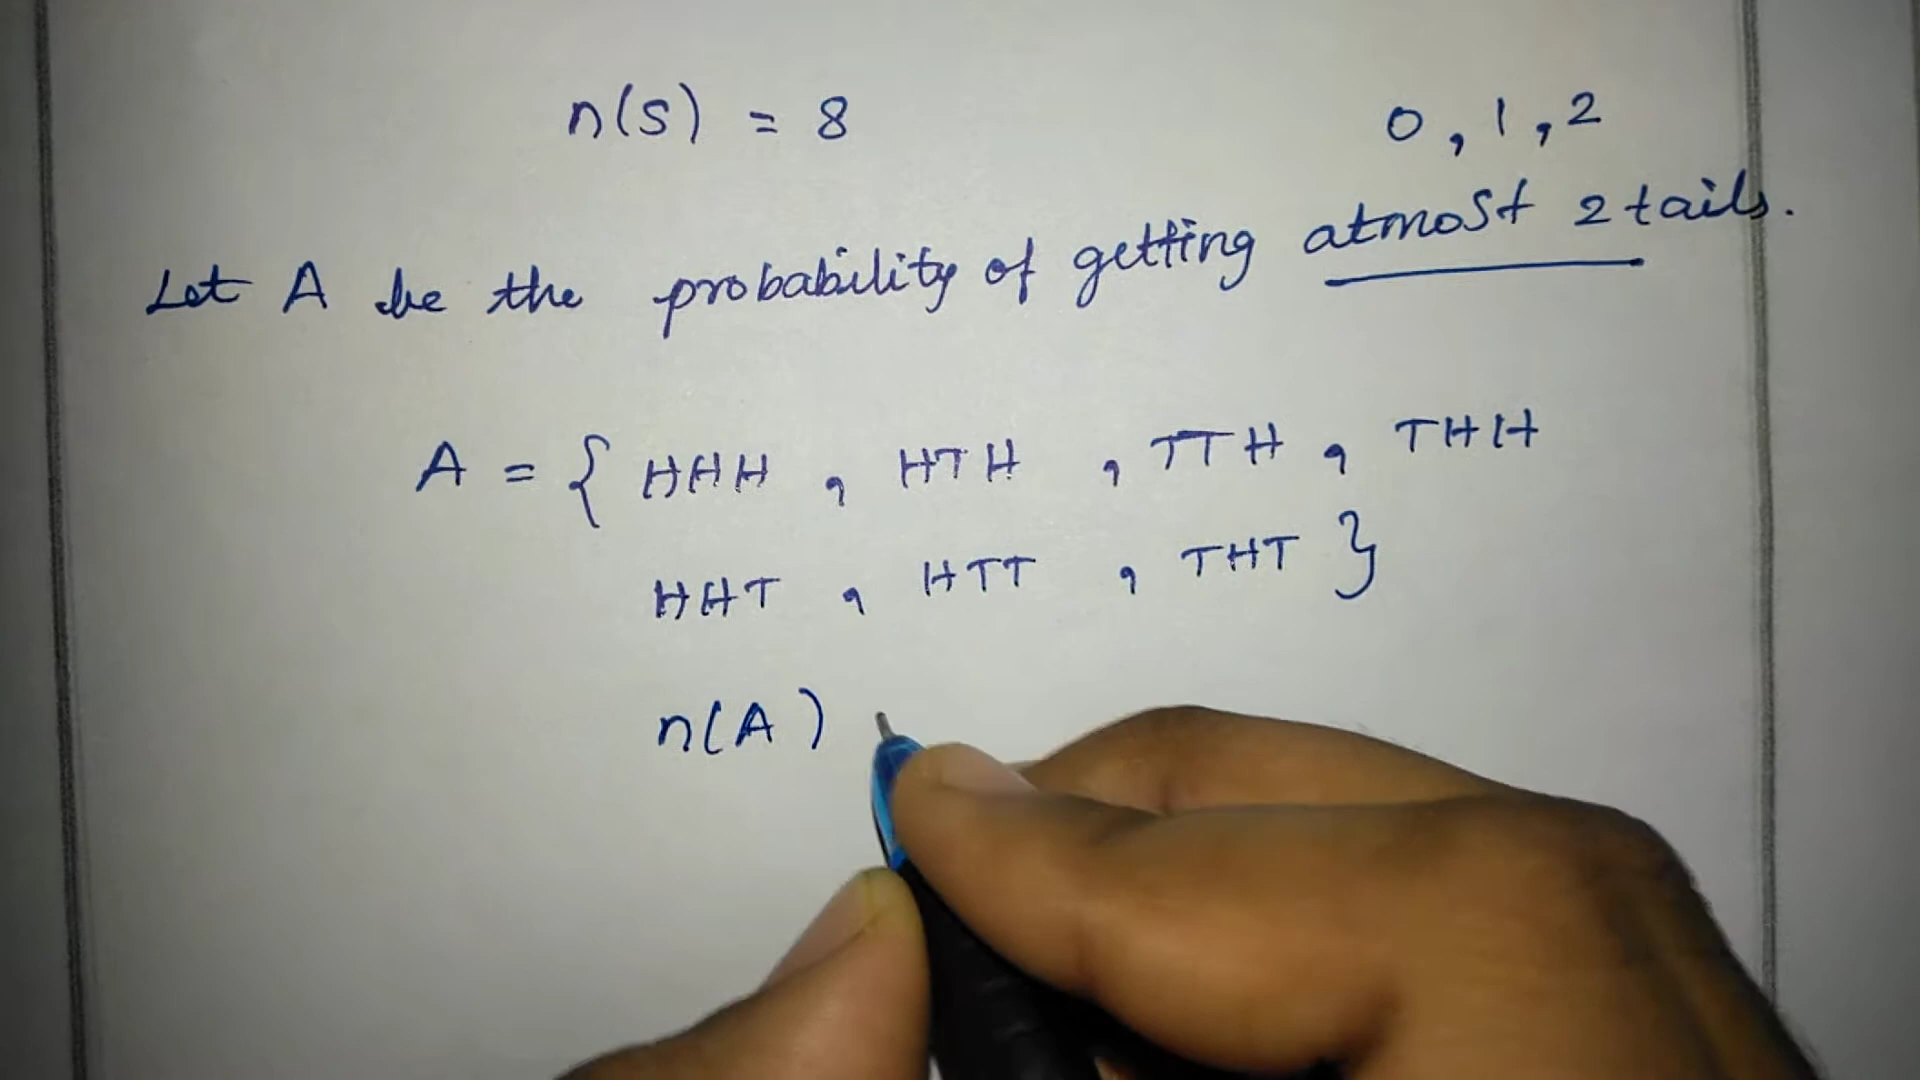 n(S) = 8
0, 1, 2
Let A be the probability of getting atmost 2 tails.
A = { HHH , HTH , TTH , THH
HHT , HTT , THT }
n(A)